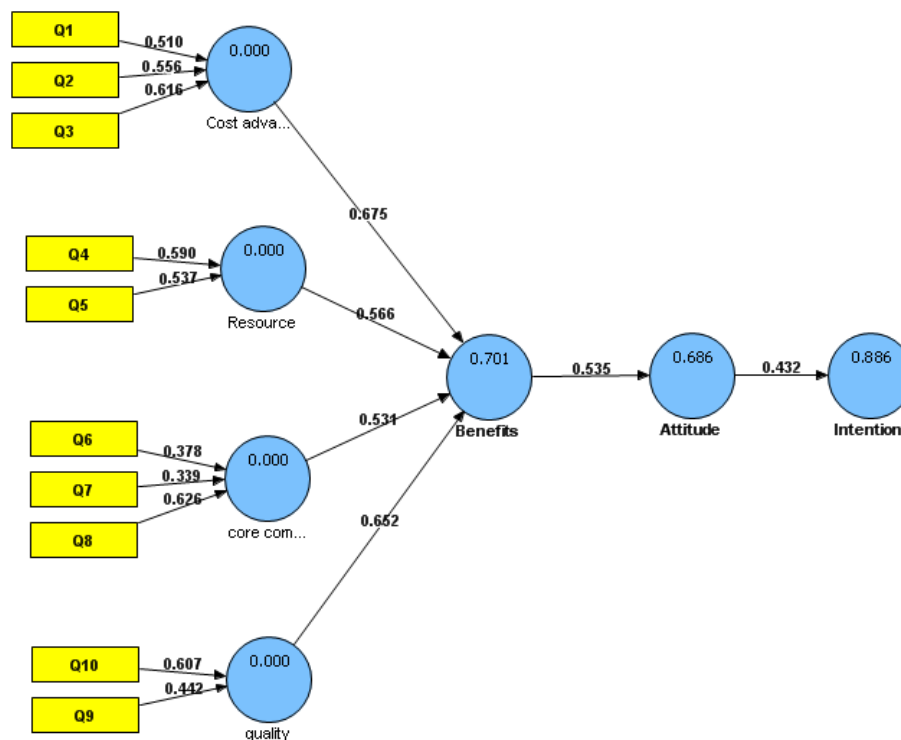 Q1
0.510
Q2
0.556
Q3
0.616
0.000
Cost adva...
0.675
Q4
0.590
Q5
0.537
0.000
Resource
0.566
0.701
Benefits
0.535
0.686
Attitude
0.432
0.886
Intention
Q6
0.378
Q7
0.339
Q8
0.626
0.000
core com...
0.531
0.652
Q10
0.607
Q9
0.442
0.000
quality